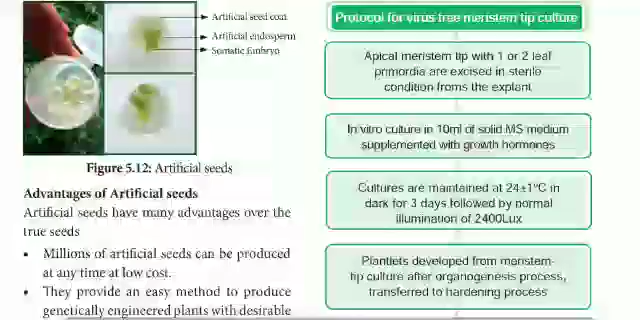 Artificial seed coat
Artificial endosperm
Somatic Embryo
Figure 5.12: Artificial seeds
Advantages of Artificial seeds
Artificial seeds have many advantages over the
true seeds
• Millions of artificial seeds can be produced
at any time at low cost.
• They provide an easy method to produce
genetically engineered plants with desirable
Protocol for virus free meristem tip culture
Apical meristem tip with 1 or 2 leaf
primordia are excised in sterile
condition froms the explant
In vitro culture in 10ml of solid MS medium
supplemented with growth hormones
Cultures are maintained at 24±1°C in
dark for 3 days followed by normal
illumination of 2400Lux
Plantlets developed from meristem-
tip culture after organogenesis process,
transferred to hardening process